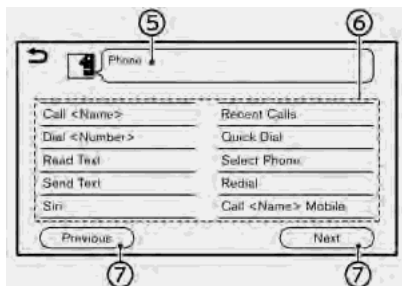 ⑤ ⑥
Phone
Call <Name> Recent Calls
Dial <Number> Quick Dial
Read Text Select Phone
Send Text Redial
Siri Call <Name> Mobile
Previous Next
⑦ ⑦